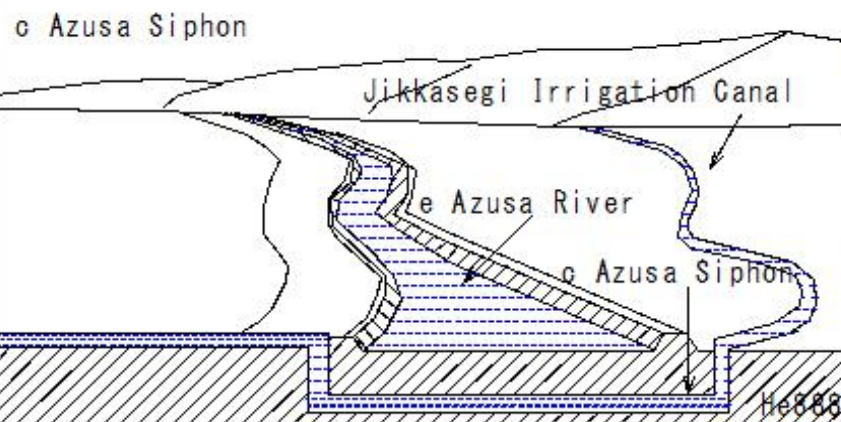 c Azusa Siphon
Jikkasegi Irrigation Canal
e Azusa River
c Azusa Siphon
He888